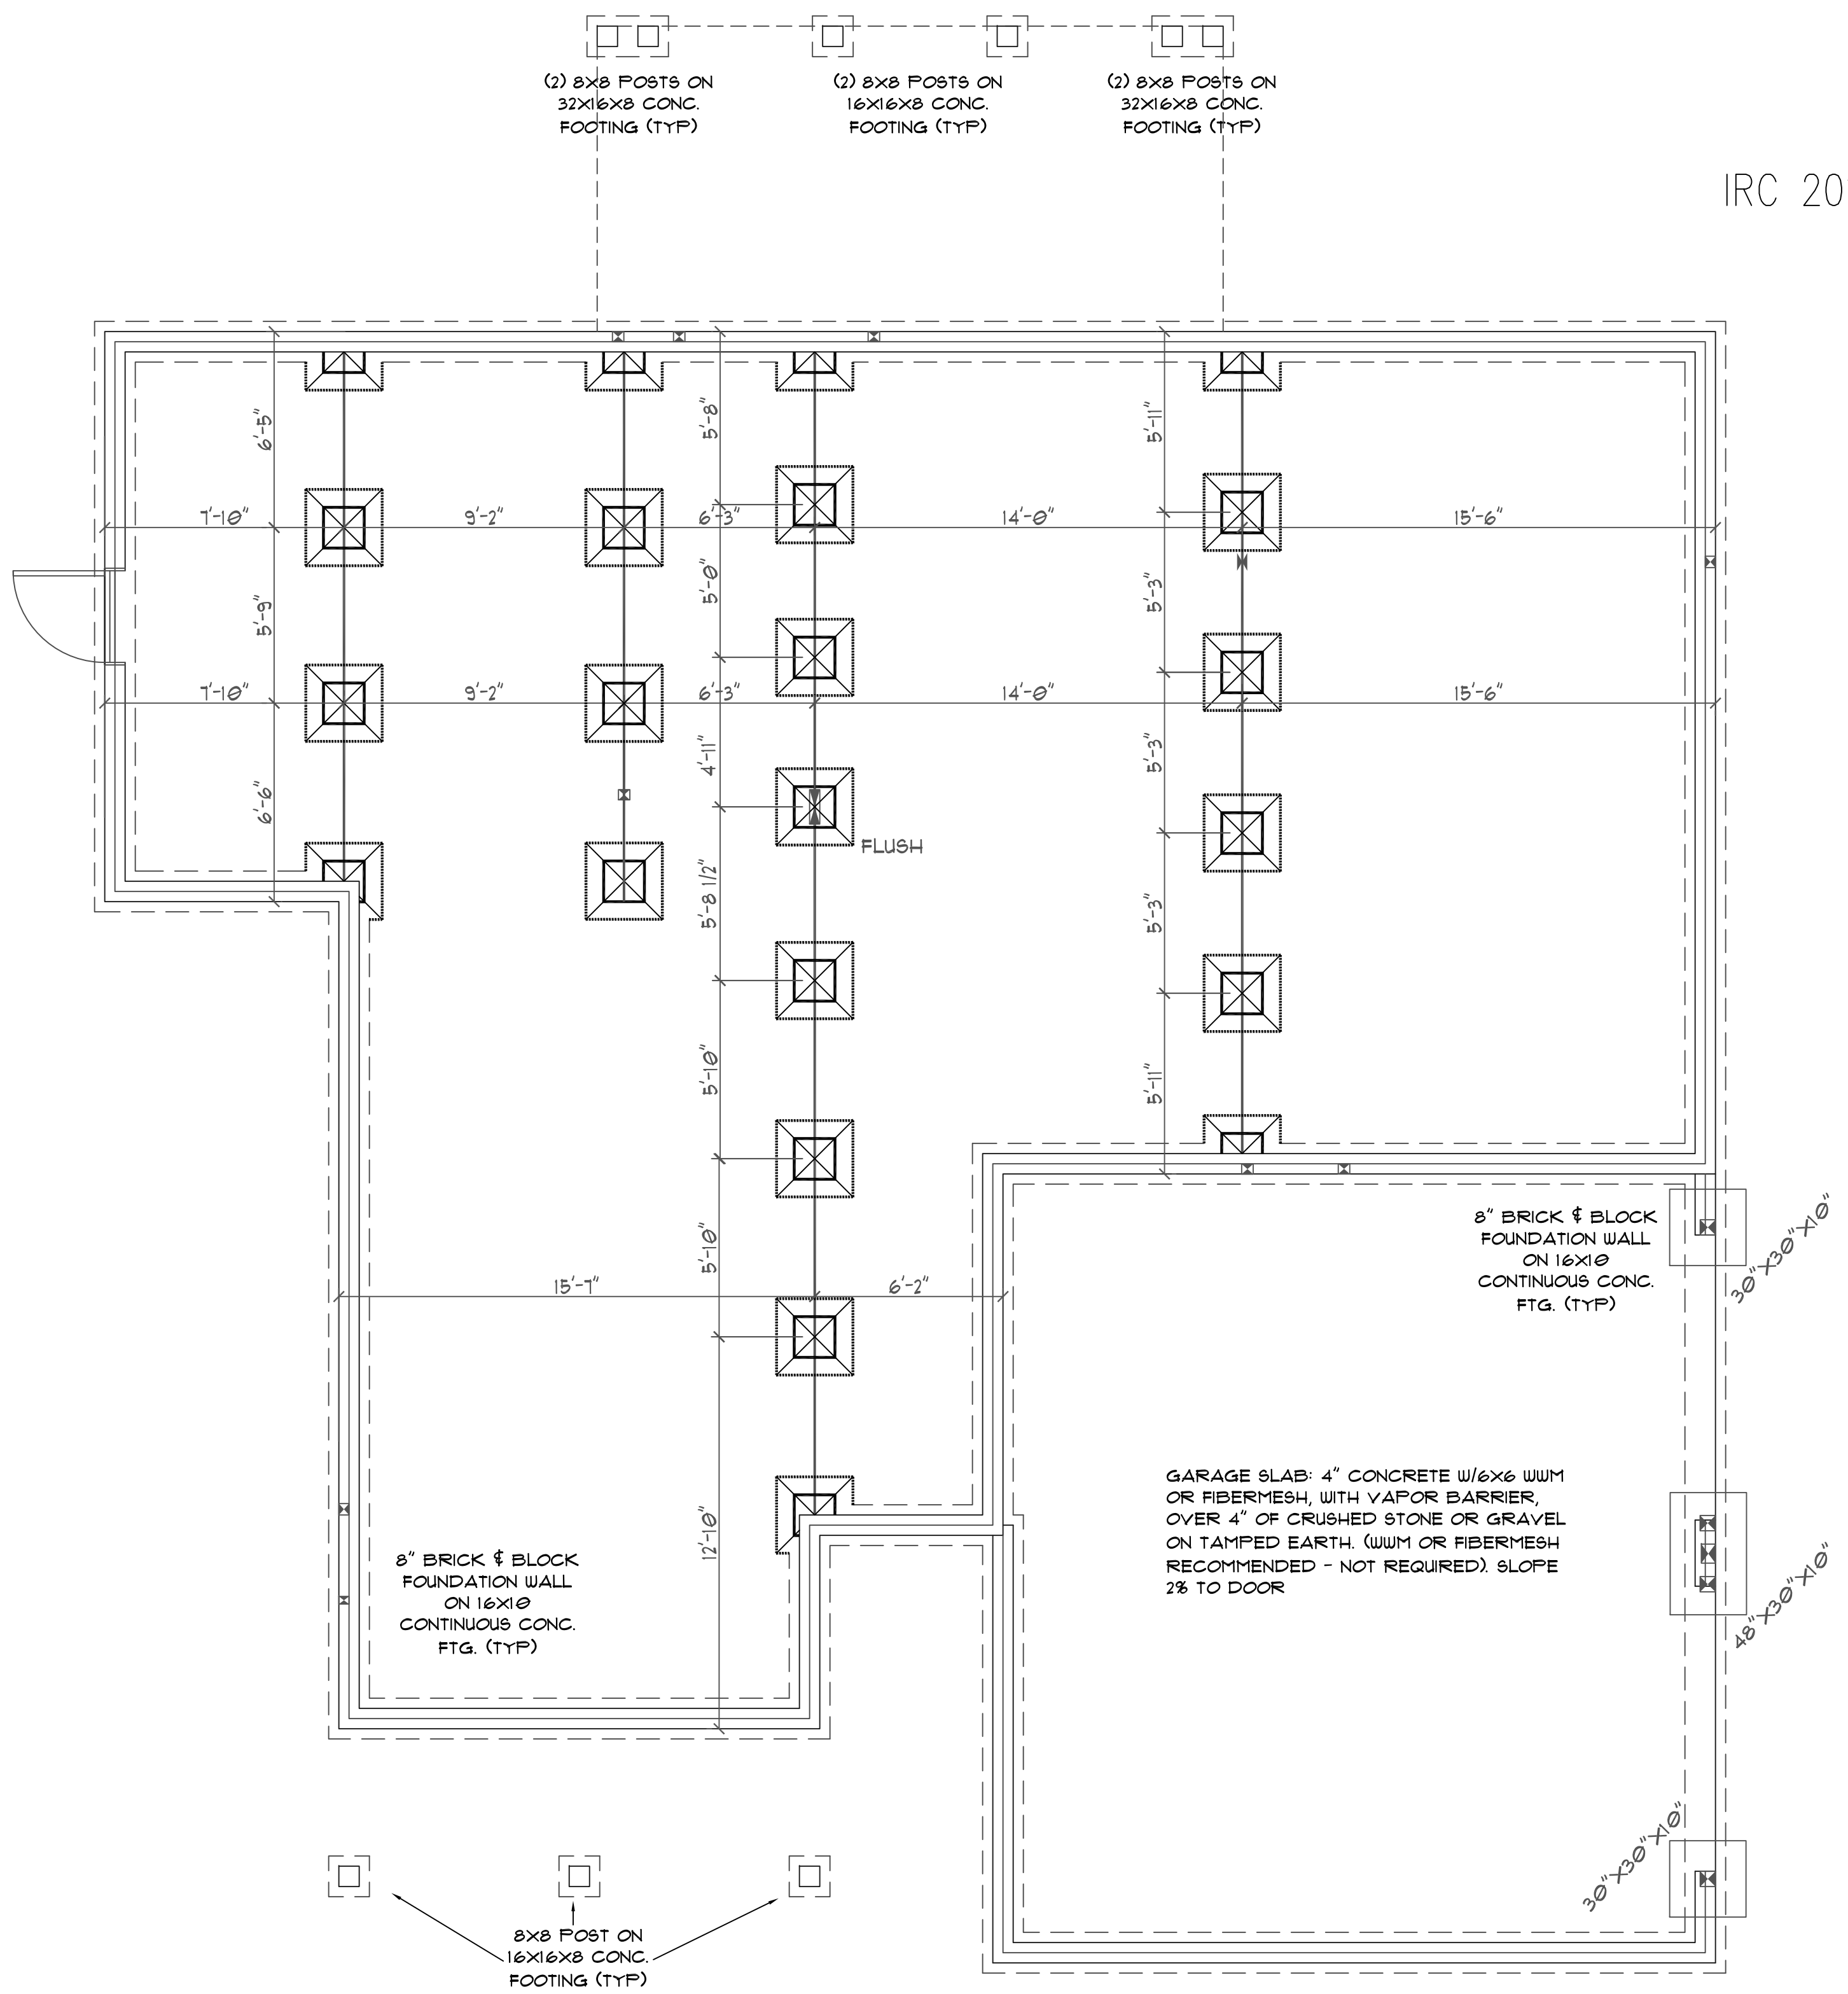 (2) 8X8 POSTS ON
32X16X8 CONC.
FOOTING (TYP)
(2) 8X8 POSTS ON
16X16X8 CONC.
FOOTING (TYP)
(2) 8X8 POSTS ON
32X16X8 CONC.
FOOTING (TYP)
IRC 20
6'-5"
5'-8"
5'-11"
7'-10"
9'-2"
6'-3"
14'-0"
15'-6"
5'-9"
5'-0"
5'-3"
7'-10"
9'-2"
6'-3"
14'-0"
15'-6"
6'-6"
4'-11"
5'-3"
FLUSH
5'-8 1/2"
5'-3"
5'-10"
5'-11"
8" BRICK & BLOCK
FOUNDATION WALL
ON 16X10
CONTINUOUS CONC.
FTG. (TYP)
30"X30"X10"
5'-10"
15'-7"
6'-2"
GARAGE SLAB: 4" CONCRETE W/6X6 WWM
OR FIBERMESH, WITH VAPOR BARRIER,
OVER 4" OF CRUSHED STONE OR GRAVEL
ON TAMPED EARTH. (WWM OR FIBERMESH
RECOMMENDED - NOT REQUIRED). SLOPE
2% TO DOOR
12'-10"
48"X30"X10"
8" BRICK & BLOCK
FOUNDATION WALL
ON 16X10
CONTINUOUS CONC.
FTG. (TYP)
30"X30"X10"
8X8 POST ON
16X16X8 CONC.
FOOTING (TYP)